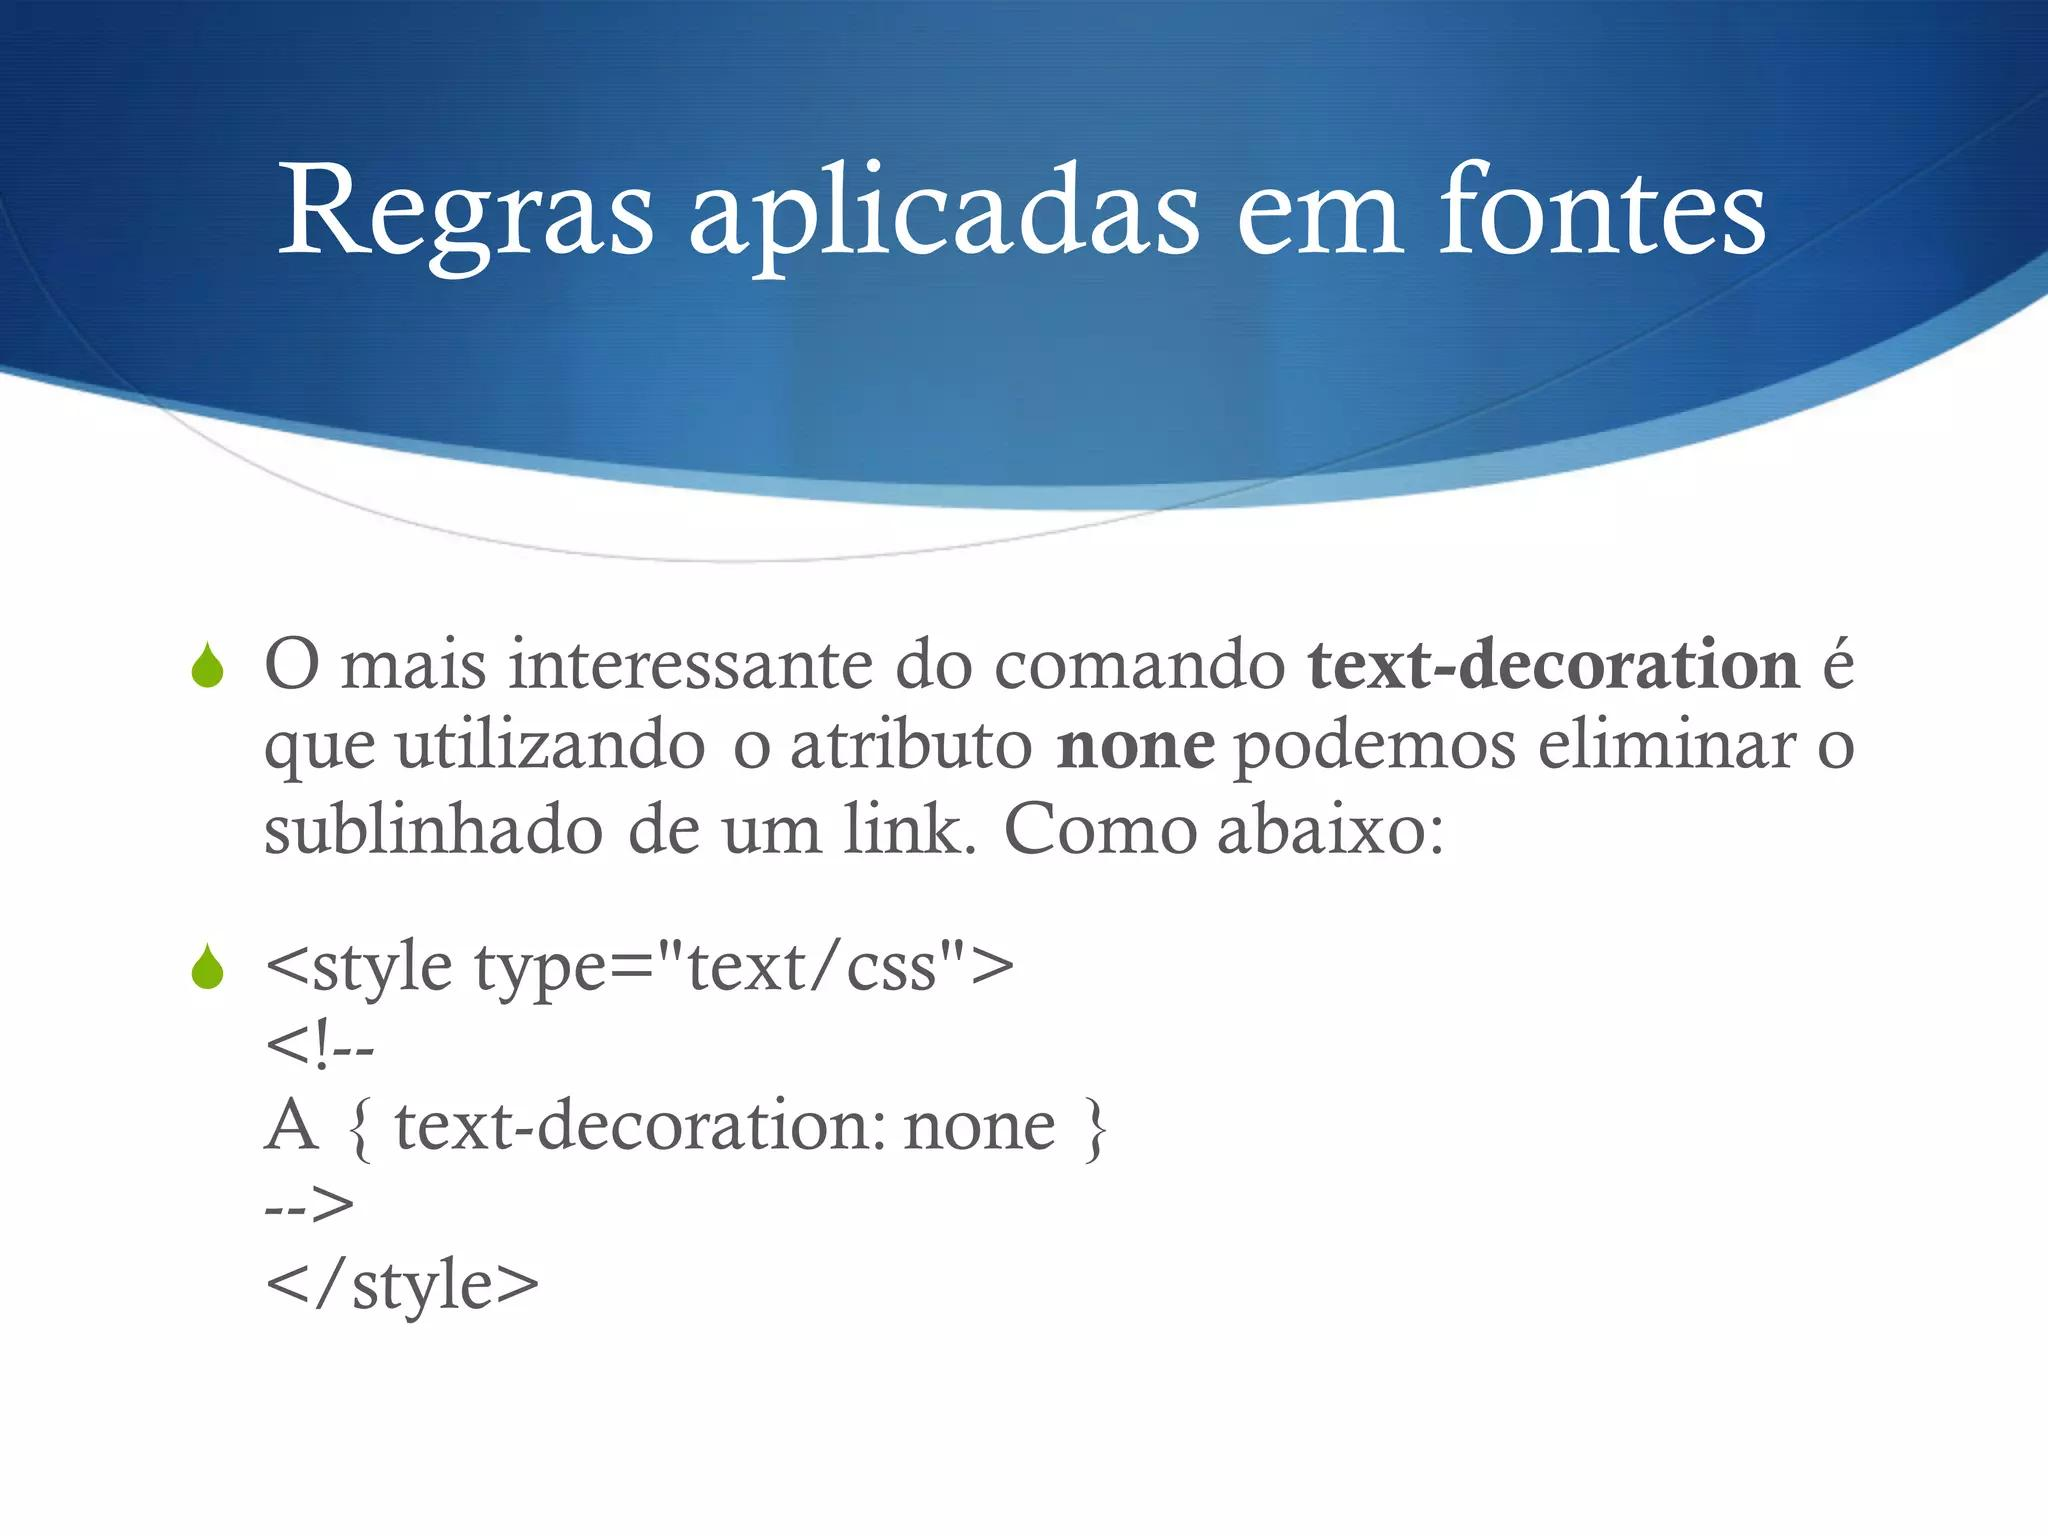 Regras aplicadas em fontes
O mais interessante do comando text-decoration é
que utilizando o atributo none podemos eliminar o
sublinhado de um link. Como abaixo:
<style type="text/css">
<!--
A { text-decoration: none }
-->
</style>